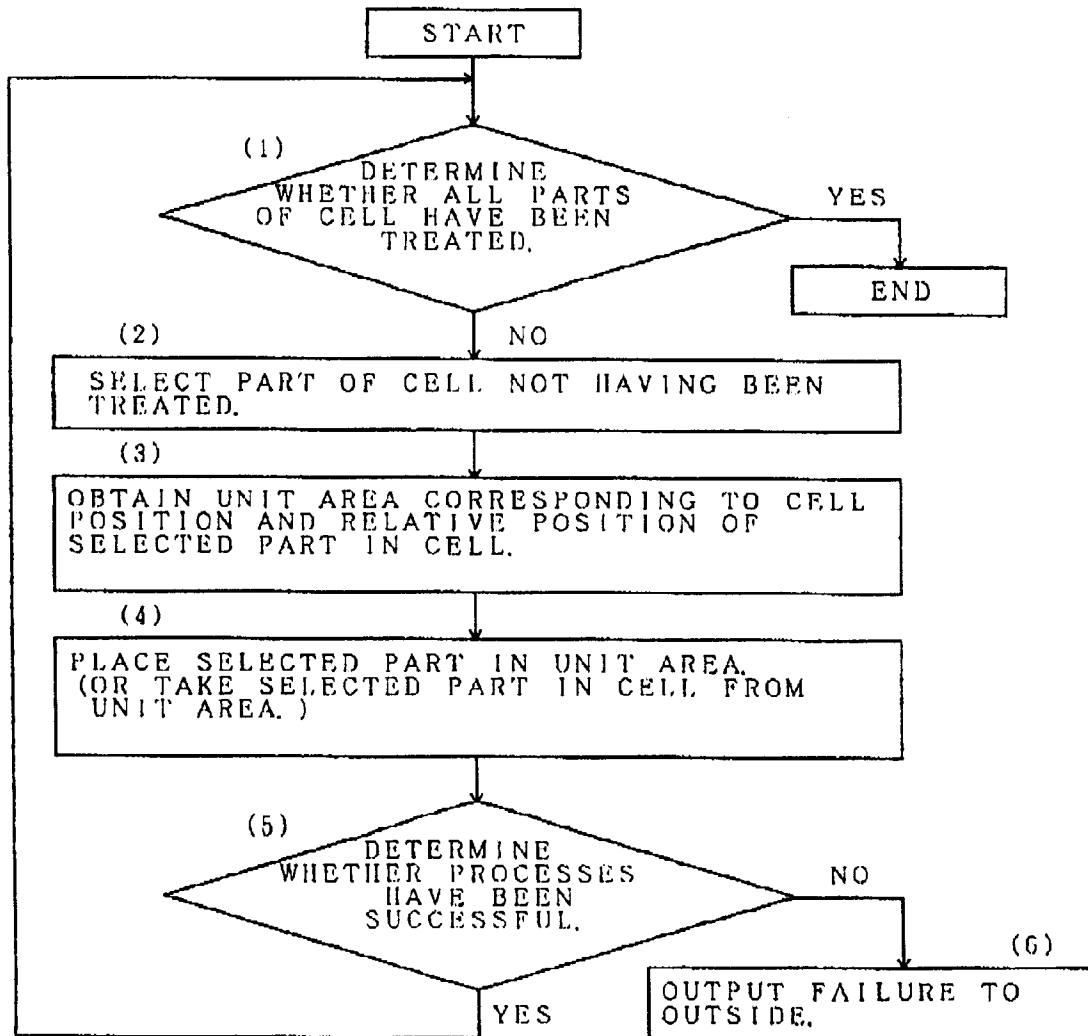 START
(1)
DETERMINE
WHETHER ALL PARTS
OF CELL HAVE BEEN
TREATED.
YES
END
NO
(2)
SELECT PART OF CELL NOT HAVING BEEN
TREATED.
(3)
OBTAIN UNIT AREA CORRESPONDING TO CELL
POSITION AND RELATIVE POSITION OF
SELECTED PART IN CELL.
(4)
PLACE SELECTED PART IN UNIT AREA.
(OR TAKE SELECTED PART IN CELL FROM
UNIT AREA.)
(5)
DETERMINE
WHETHER PROCESSES
HAVE BEEN
SUCCESSFUL.
NO
(6)
OUTPUT FAILURE TO
OUTSIDE.
YES